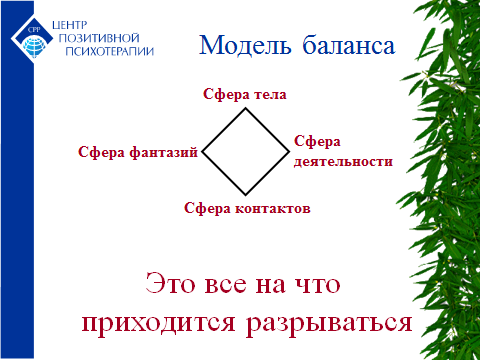 CPP
ЦЕНТР
ПОЗИТИВНОЙ
ПСИХОТЕРАПИИ
Модель баланса
Сфера тела
Сфера фантазий
Сфера
деятельности
Сфера контактов
Это все на что
приходится разрываться